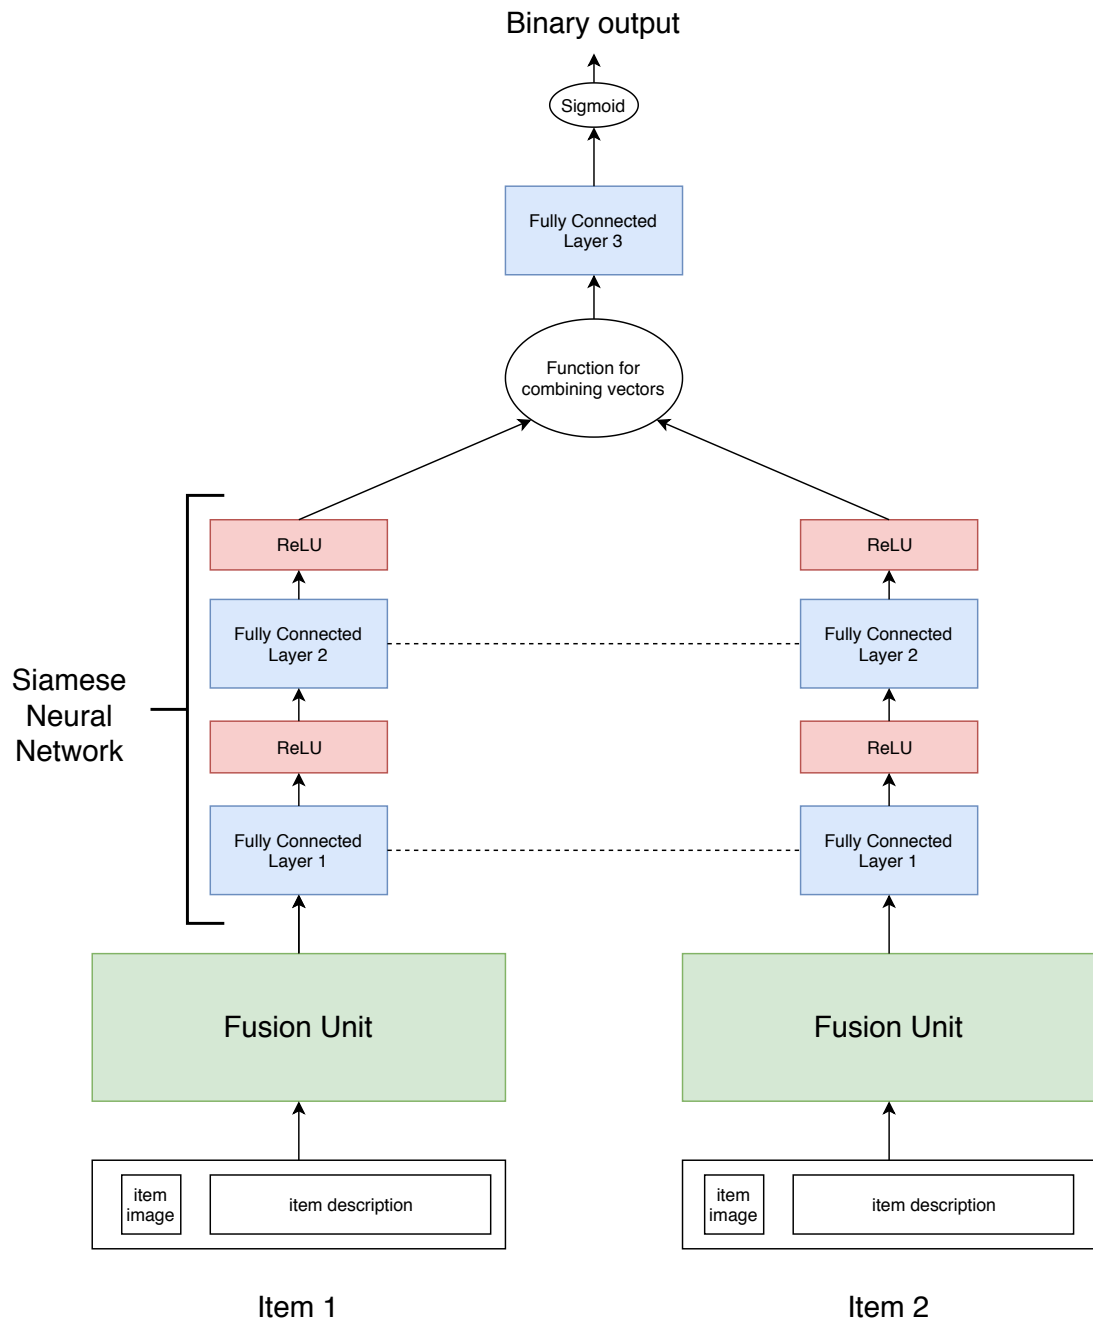 Binary output
Sigmoid
Fully Connected
Layer 3
Function for
combining vectors
ReLU
ReLU
Fully Connected
Layer 2
Fully Connected
Layer 2
Siamese
Neural
Network
ReLU
ReLU
Fully Connected
Layer 1
Fully Connected
Layer 1
Fusion Unit
Fusion Unit
item
image
item description
item
image
item description
Item 1
Item 2